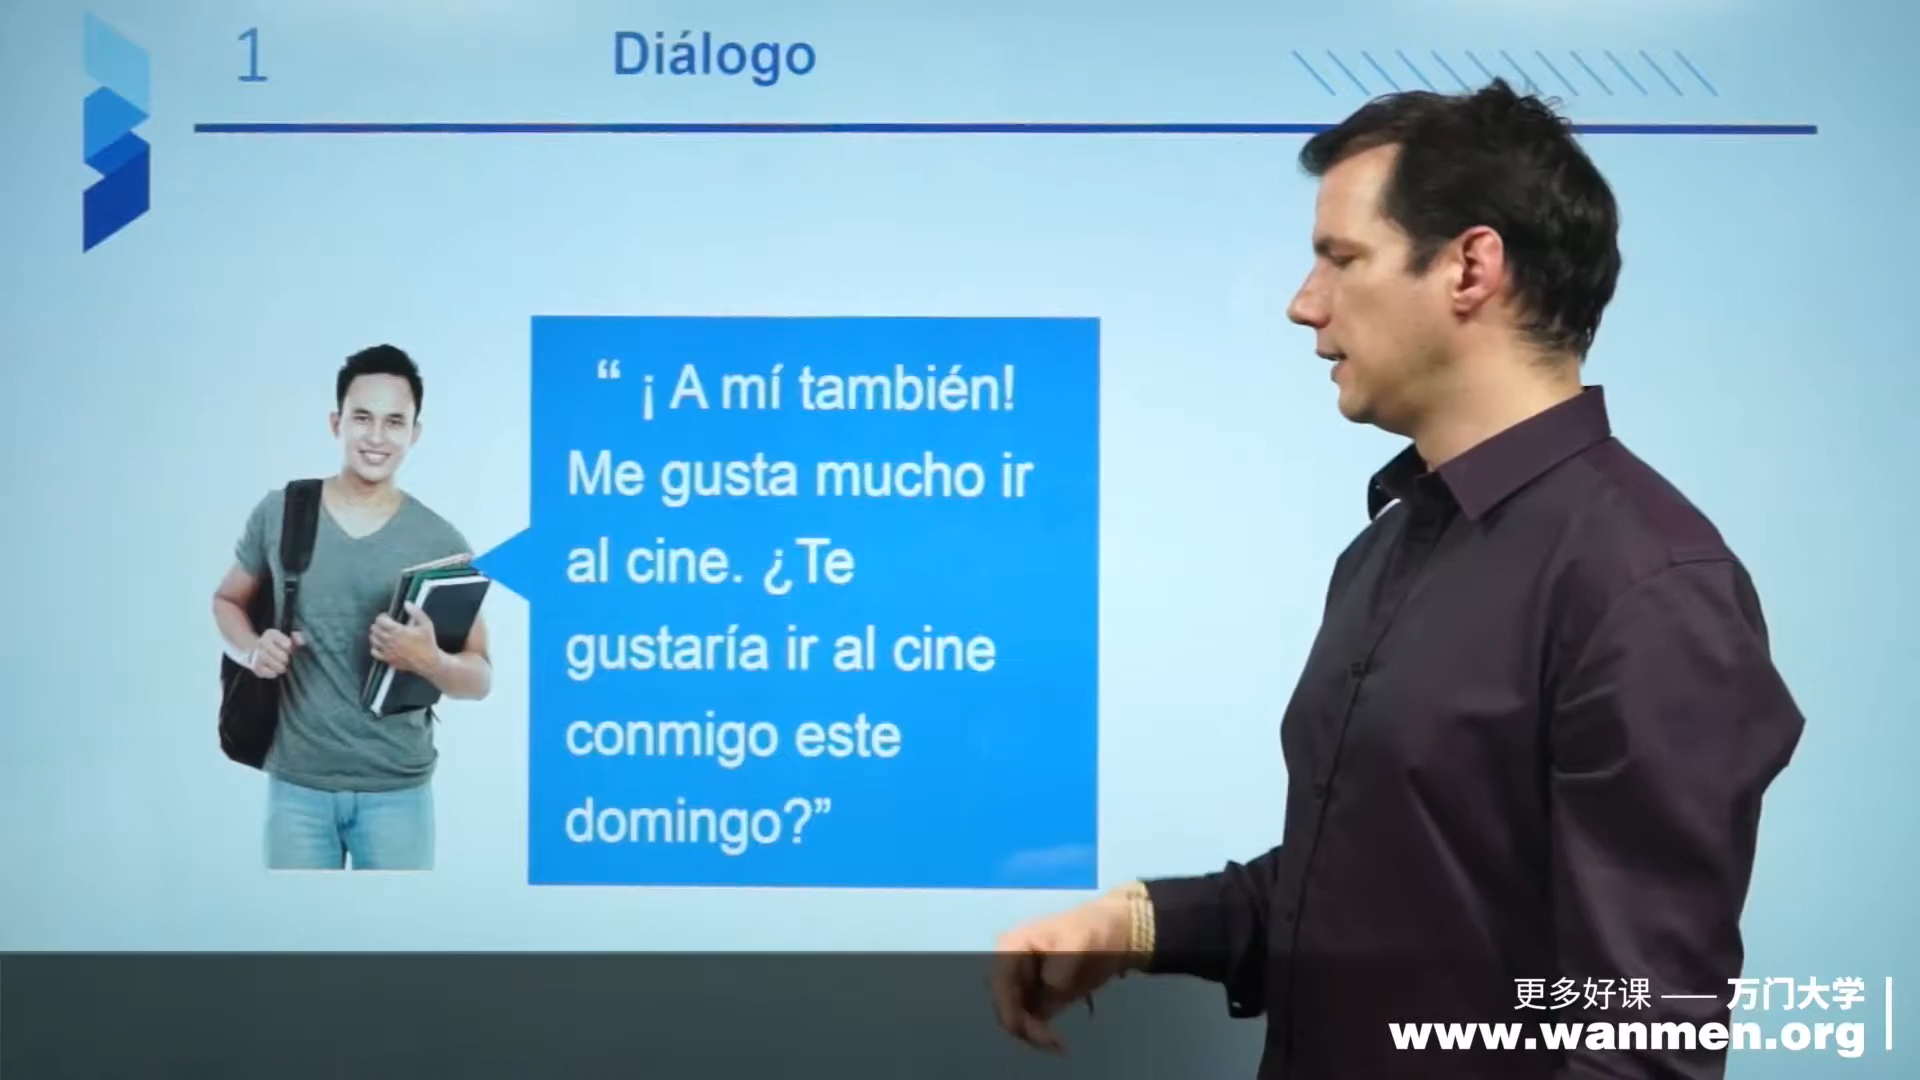 1
Diálogo
“ ¡ A mí también!
Me gusta mucho ir
al cine. ¿Te
gustaría ir al cine
conmigo este
domingo?”
更多好课 —— 万门大学
www.wanmen.org